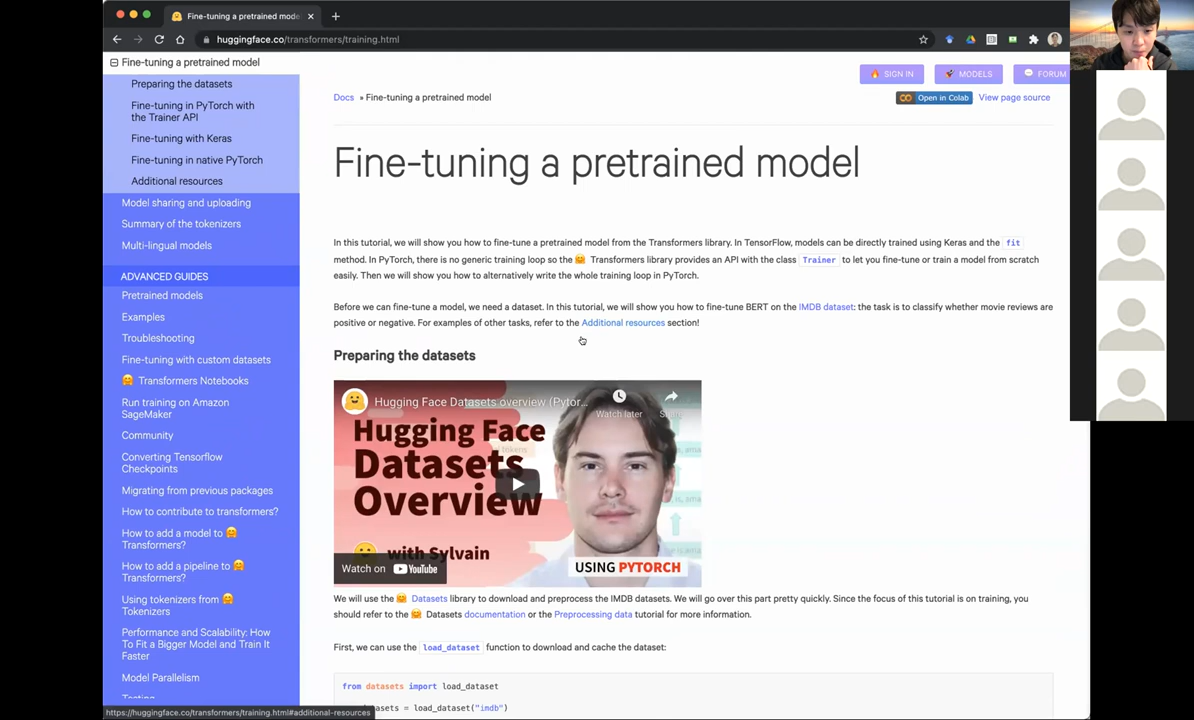 Fine-tuning a pretrained mode
huggingface.co/transformers/training.html
Fine-tuning a pretrained model
Preparing the datasets
Fine-tuning in PyTorch with
the Trainer API
Fine-tuning with Keras
Fine-tuning in native PyTorch
Additional resources
Model sharing and uploading
Summary of the tokenizers
Multi-lingual models
ADVANCED GUIDES
Pretrained models
Examples
Troubleshooting
Fine-tuning with custom datasets
🤗 Transformers Notebooks
Run training on Amazon
SageMaker
Community
Converting Tensorflow
Checkpoints
Migrating from previous packages
How to contribute to transformers?
How to add a model to 🤗
Transformers?
How to add a pipeline to 🤗
Transformers?
Using tokenizers from 🤗
Tokenizers
Performance and Scalability: How
To Fit a Bigger Model and Train It
Faster
Model Parallelism
Testing
https://huggingface.co/transformers/training.html#additional-resources
🔥 SIGN IN
🚀 MODELS
💬 FORUM
Docs » Fine-tuning a pretrained model
Open in Colab
View page source
Fine-tuning a pretrained model
In this tutorial, we will show you how to fine-tune a pretrained model from the Transformers library. In TensorFlow, models can be directly trained using Keras and the fit
method. In PyTorch, there is no generic training loop so the 🤗 Transformers library provides an API with the class Trainer to let you fine-tune or train a model from scratch
easily. Then we will show you how to alternatively write the whole training loop in PyTorch.
Before we can fine-tune a model, we need a dataset. In this tutorial, we will show you how to fine-tune BERT on the IMDB dataset: the task is to classify whether movie reviews are
positive or negative. For examples of other tasks, refer to the Additional resources section!
Preparing the datasets
Hugging Face Datasets overview (Pytor...
Watch later
Share
Hugging Face
Datasets
Overview
with Sylvain
Watch on YouTube
USING PYTORCH
We will use the 🤗 Datasets library to download and preprocess the IMDB datasets. We will go over this part pretty quickly. Since the focus of this tutorial is on training, you
should refer to the 🤗 Datasets documentation or the Preprocessing data tutorial for more information.
First, we can use the load_dataset function to download and cache the dataset:
from datasets import load_dataset
asets = load_dataset("imdb")